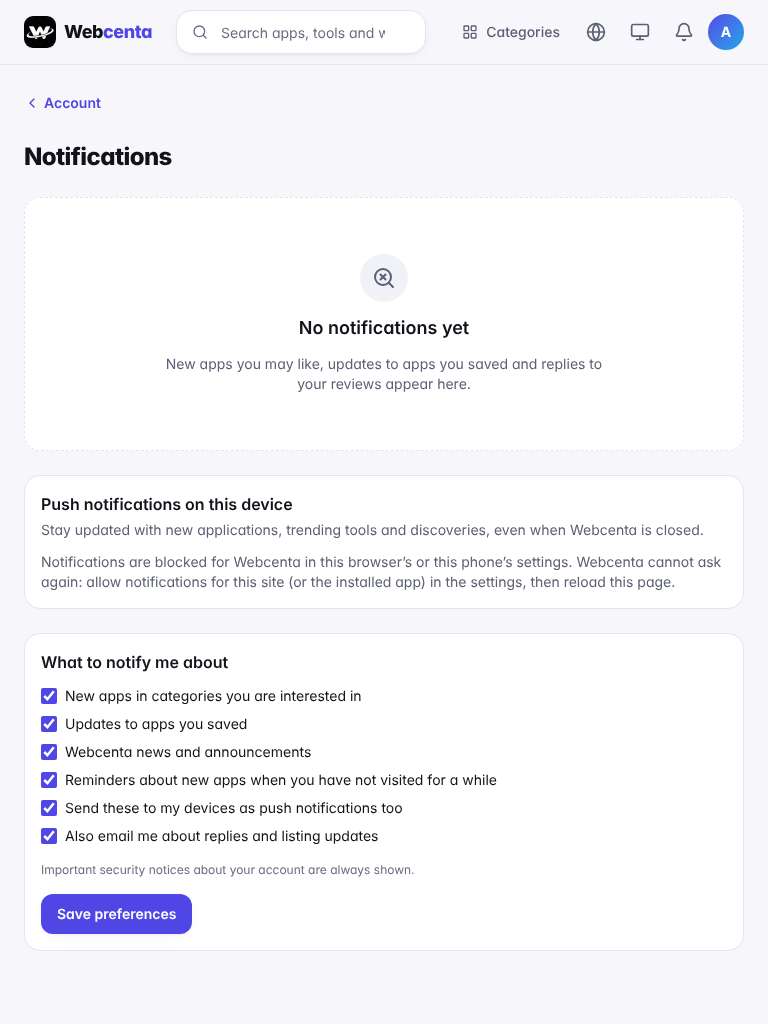 Webcenta
Search apps, tools and w
Categories
A
Account
Notifications
No notifications yet
New apps you may like, updates to apps you saved and replies to
your reviews appear here.
Push notifications on this device
Stay updated with new applications, trending tools and discoveries, even when Webcenta is closed.
Notifications are blocked for Webcenta in this browser’s or this phone’s settings. Webcenta cannot ask
again: allow notifications for this site (or the installed app) in the settings, then reload this page.
What to notify me about
New apps in categories you are interested in
Updates to apps you saved
Webcenta news and announcements
Reminders about new apps when you have not visited for a while
Send these to my devices as push notifications too
Also email me about replies and listing updates
Important security notices about your account are always shown.
Save preferences